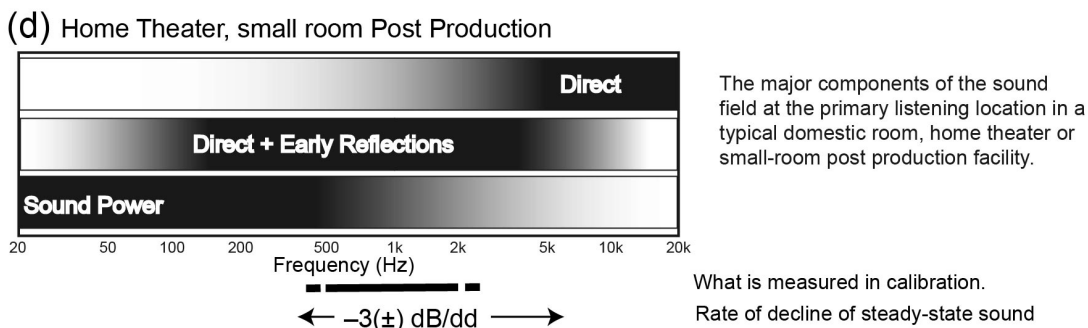 (d) Home Theater, small room Post Production
Direct
Direct + Early Reflections
Sound Power
20 50 100 200 500 1k 2k 5k 10k 20k
Frequency (Hz)
–3(±) dB/dd
The major components of the sound
field at the primary listening location in a
typical domestic room, home theater or
small-room post production facility.
What is measured in calibration.
Rate of decline of steady-state sound